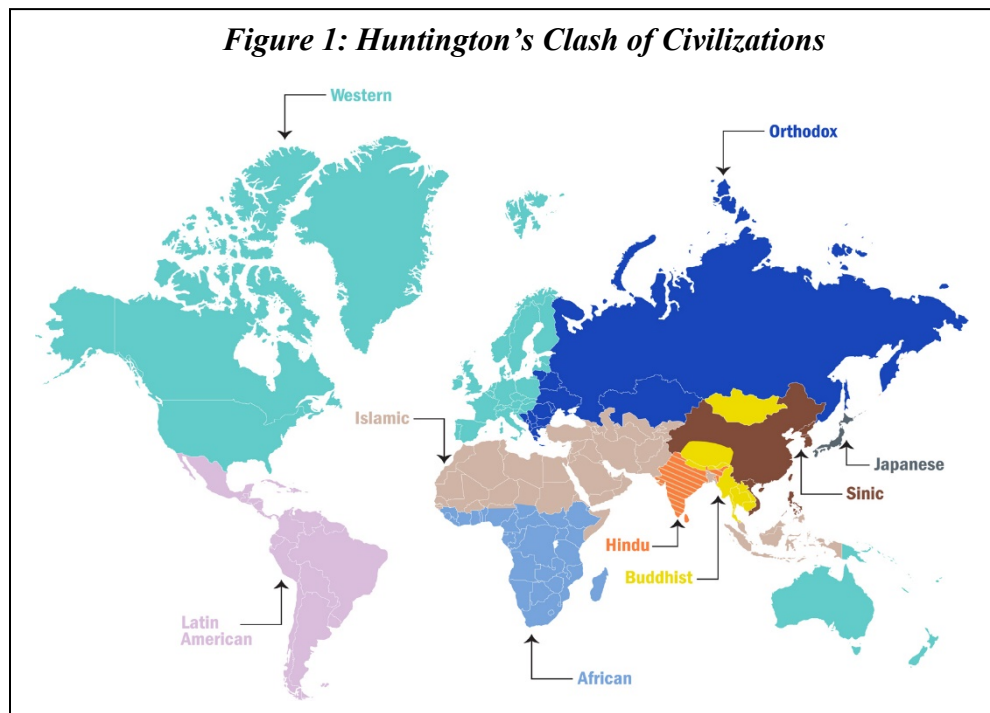 Figure 1: Huntington’s Clash of Civilizations
Western
Orthodox
Islamic
Japanese
Sinic
Hindu
Buddhist
Latin
American
African